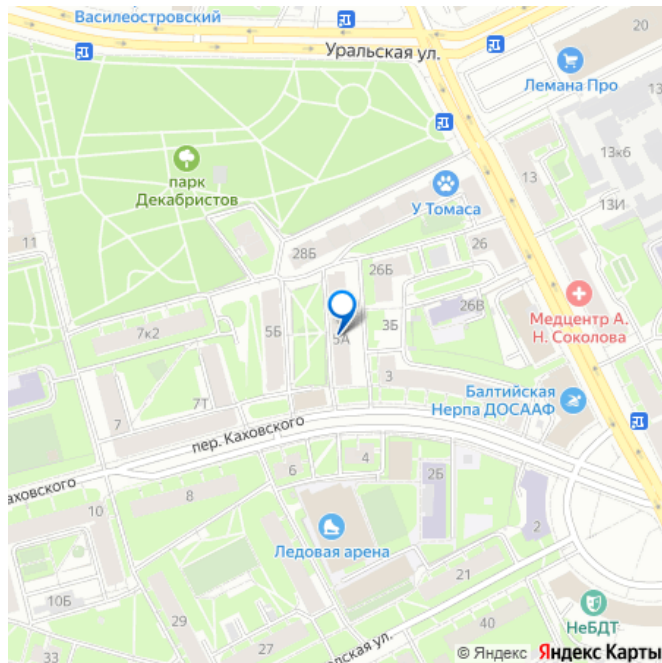 Василеостровский
Уральская ул.
20
Лемана Про
13
13к6
парк
Декабристов
У Томаса
13
13И
11
28Б
26
26Б
26В
Медцентр А.
Н. Соколова
7к2
5Б
5А
3Б
3
Балтийская
Нерпа ДОСААФ
7
7Т
пер. Каховского
аховского
6
4
2Б
8
10
2
Ледовая арена
21
10Б
29
НеБДТ
33
27
льская ул.
© Яндекс Яндекс Карты